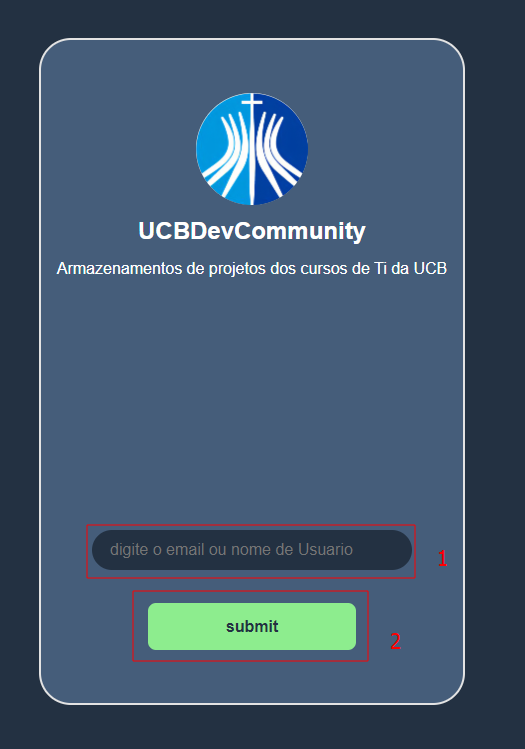 UCBDevCommunity
Armazenamentos de projetos dos cursos de Ti da UCB
digite o email ou nome de Usuario
1
submit
2